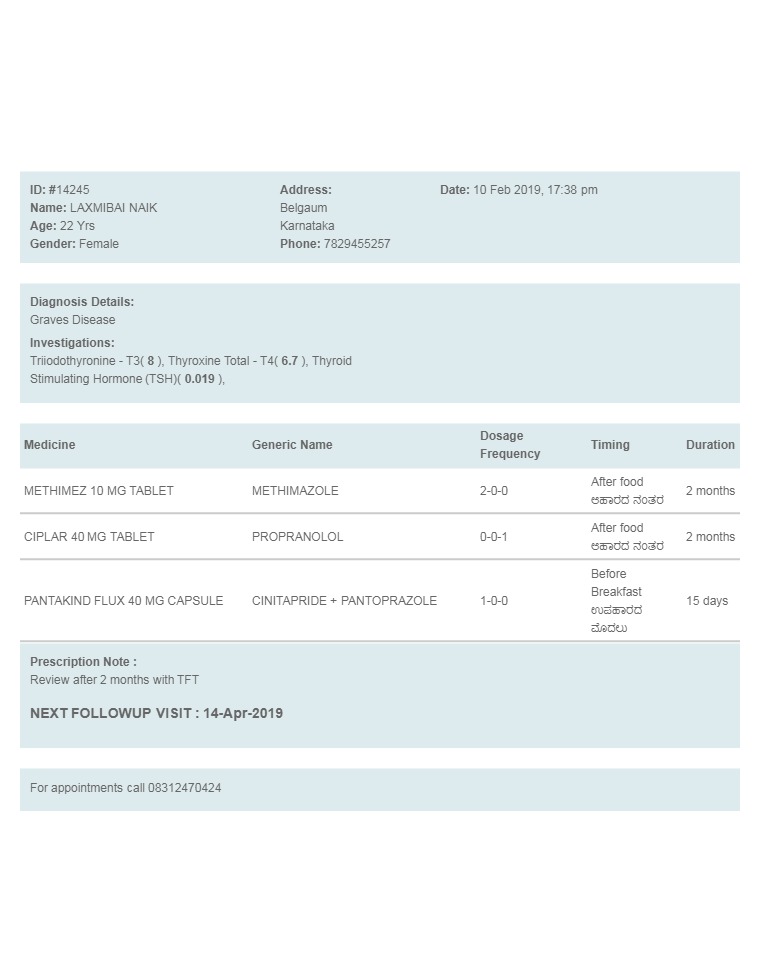 ID: #14245
Name: LAXMIBAI NAIK
Age: 22 Yrs
Gender: Female
Address:
Belgaum
Karnataka
Phone: 7829455257
Date: 10 Feb 2019, 17:38 pm
Diagnosis Details:
Graves Disease
Investigations:
Triiodothyronine - T3( 8 ), Thyroxine Total - T4( 6.7 ), Thyroid
Stimulating Hormone (TSH)( 0.019 ),
Medicine Generic Name Dosage Frequency Timing Duration
METHIMEZ 10 MG TABLET METHIMAZOLE 2-0-0 After food 2 months
ಆಹಾರದ ನಂತರ
CIPLAR 40 MG TABLET PROPRANOLOL 0-0-1 After food 2 months
ಆಹಾರದ ನಂತರ
PANTAKIND FLUX 40 MG CAPSULE CINITAPRIDE + PANTOPRAZOLE 1-0-0 Before 15 days
Breakfast
ಉಪಹಾರದ
ಮೊದಲು
Prescription Note :
Review after 2 months with TFT
NEXT FOLLOWUP VISIT : 14-Apr-2019
For appointments call 08312470424